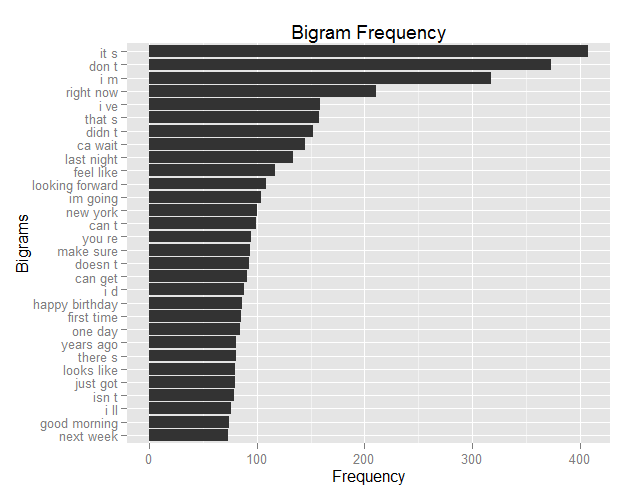 Bigram Frequency
Bigrams
it s
don t
i m
right now
i ve
that s
didn t
ca wait
last night
feel like
looking forward
im going
new york
can t
you re
make sure
doesn t
can get
i d
happy birthday
first time
one day
years ago
there s
looks like
just got
isn t
i ll
good morning
next week
0 100 200 300 400
Frequency